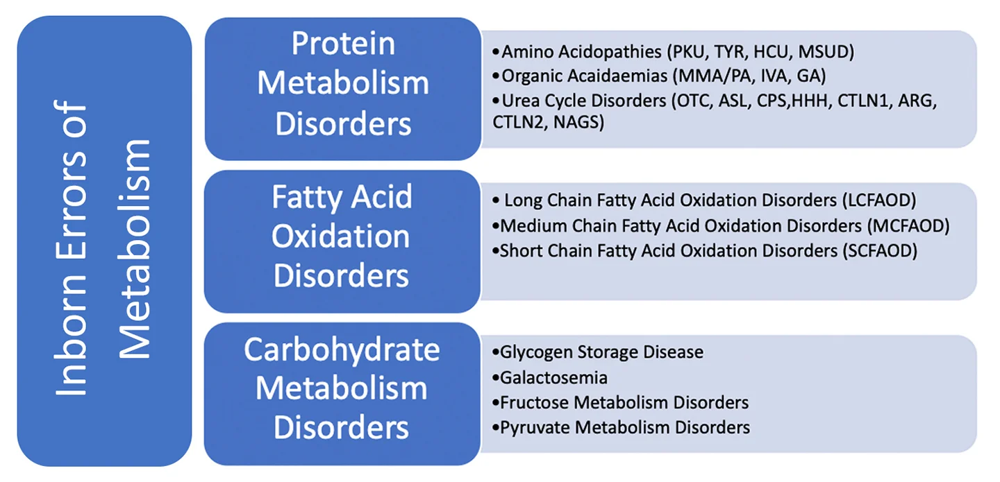 Inborn Errors of
Metabolism
Protein
Metabolism
Disorders
•Amino Acidopathies (PKU, TYR, HCU, MSUD)
•Organic Acaidaemias (MMA/PA, IVA, GA)
•Urea Cycle Disorders (OTC, ASL, CPS,HHH, CTLN1, ARG,
CTLN2, NAGS)
Fatty Acid
Oxidation
Disorders
• Long Chain Fatty Acid Oxidation Disorders (LCFAOD)
•Medium Chain Fatty Acid Oxidation Disorders (MCFAOD)
•Short Chain Fatty Acid Oxidation Disorders (SCFAOD)
Carbohydrate
Metabolism
Disorders
•Glycogen Storage Disease
•Galactosemia
•Fructose Metabolism Disorders
•Pyruvate Metabolism Disorders